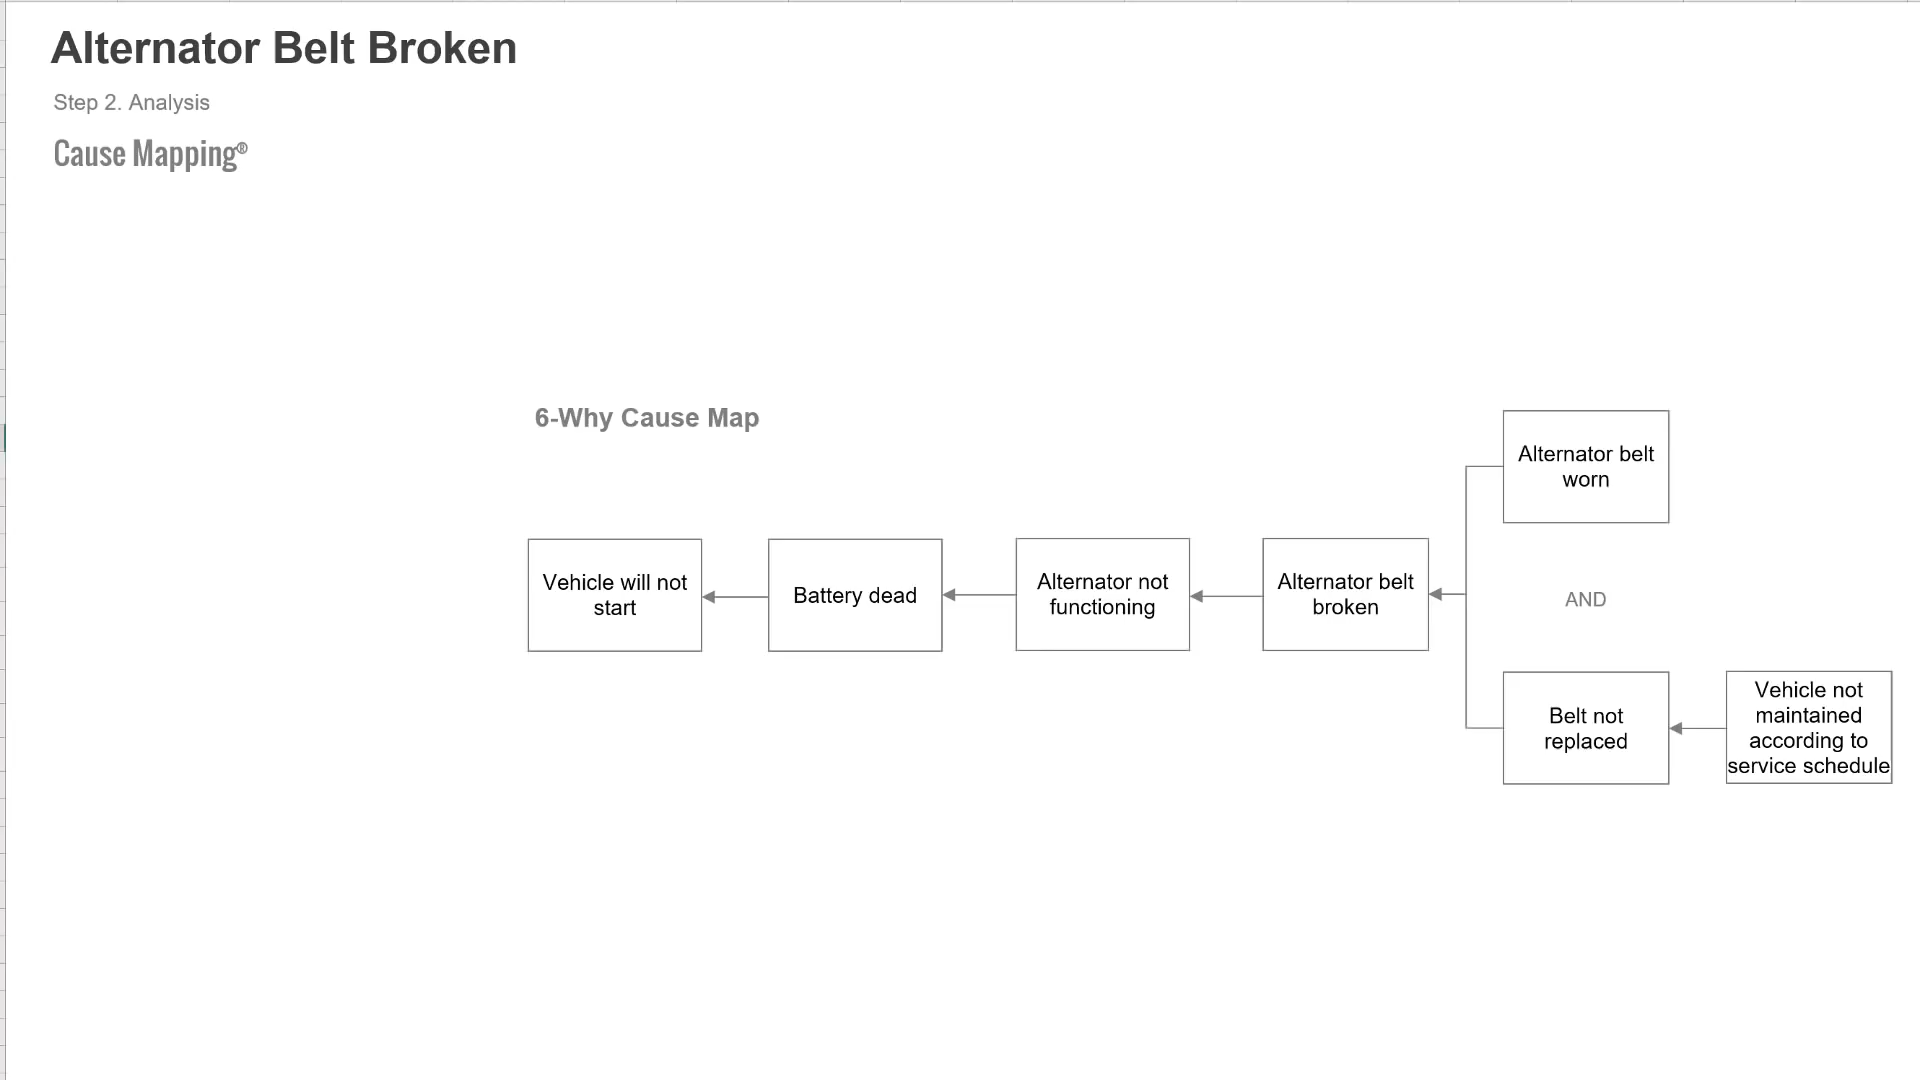 Alternator Belt Broken
Step 2. Analysis
Cause Mapping®
6-Why Cause Map
Vehicle will not
start
Battery dead
Alternator not
functioning
Alternator belt
broken
Alternator belt
worn
AND
Belt not
replaced
Vehicle not
maintained
according to
service schedule